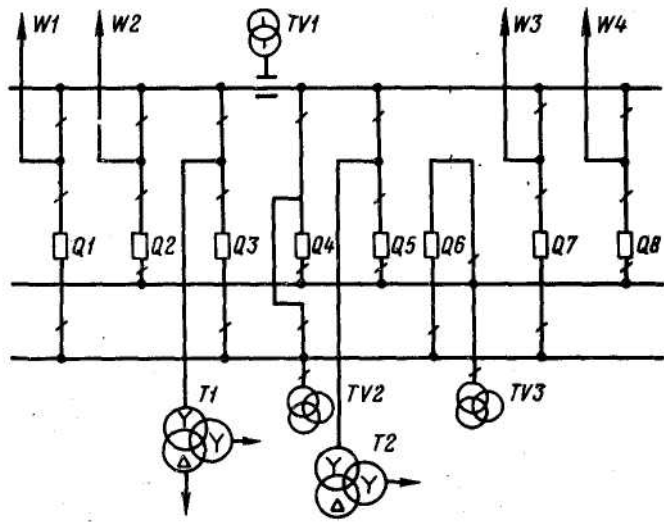 W1 W2 TV1 W3 W4
Q1 Q2 Q3 Q4 Q5 Q6 Q7 Q8
T1 TV2 T2 TV3
Y Y Δ
Y Y Δ